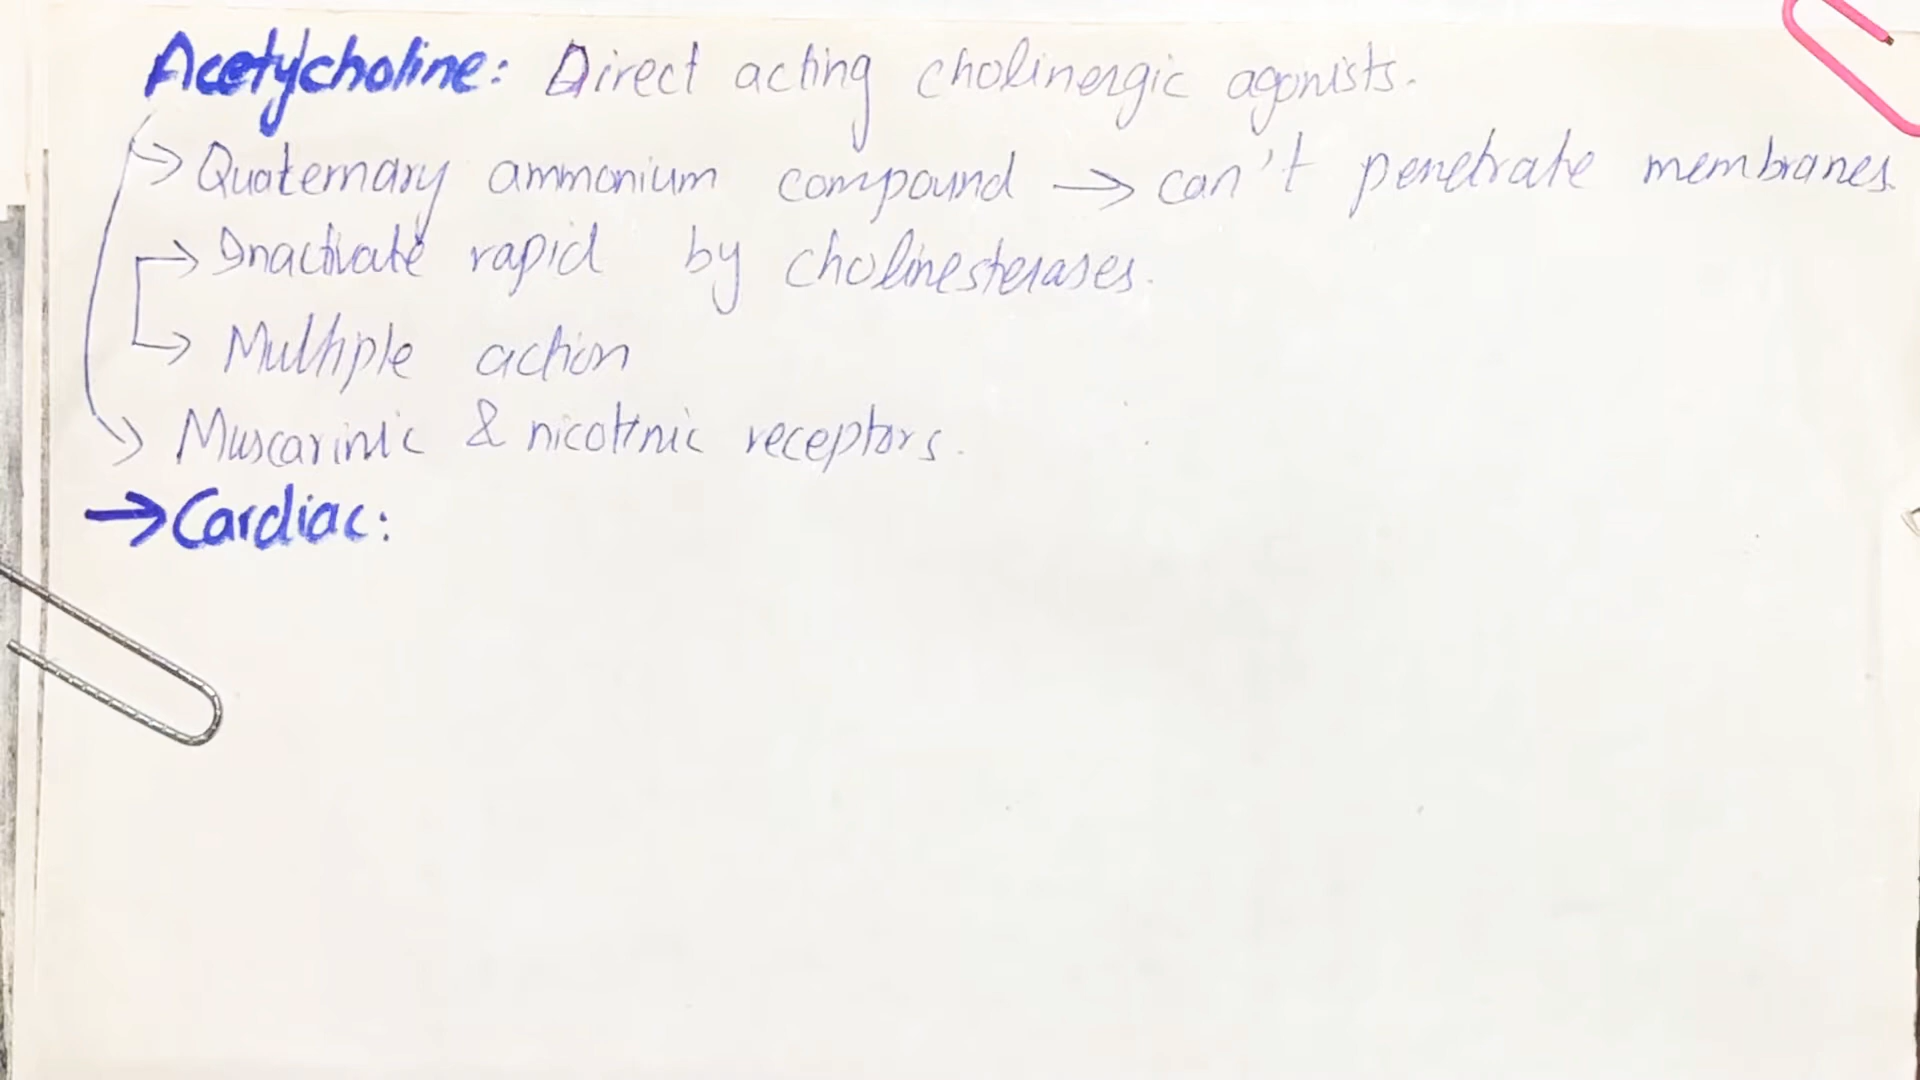 Acetylcholine: Direct acting cholinergic agonists.
→ Quaternary ammonium compound → can't penetrate membranes.
→ Inactivate rapid by cholinesterases.
→ Multiple action
→ Muscarinic & nicotinic receptors.
→ Cardiac: